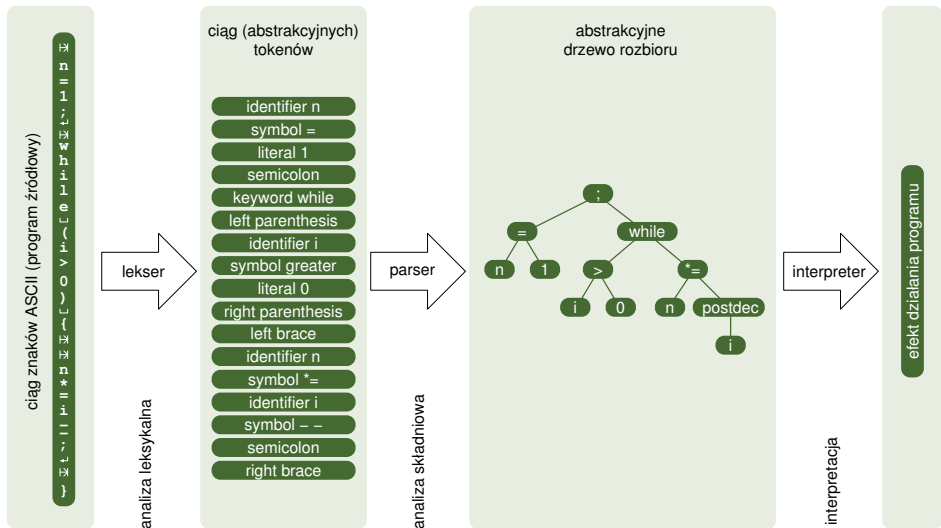 ciąg znaków ASCII (program źródłowy)
n=1;
while␣(i>0)␣{
n*=i--;
}
lekser
analiza leksykalna
ciąg (abstrakcyjnych)
tokenów
identifier n
symbol =
literal 1
semicolon
keyword while
left parenthesis
identifier i
symbol greater
literal 0
right parenthesis
left brace
identifier n
symbol *=
identifier i
symbol – –
semicolon
right brace
parser
analiza składniowa
abstrakcyjne
drzewo rozbioru
;
= while
n 1 > *=
i 0 n postdec
i
interpreter
interpretacja
efekt działania programu